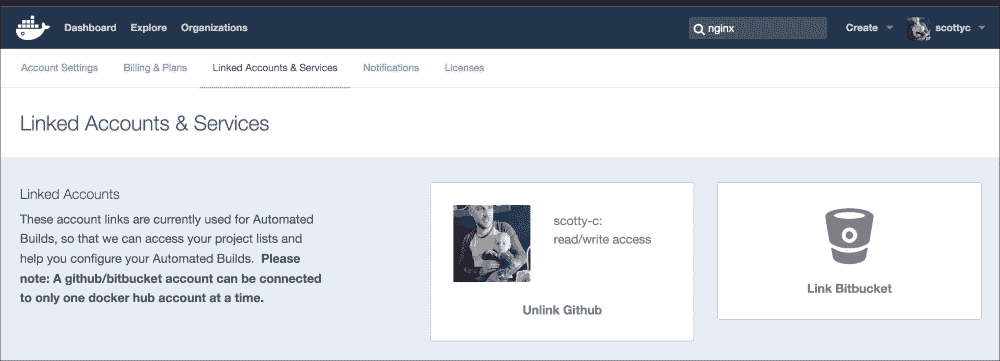 Dashboard Explore Organizations nginx Create scottyc
Account Settings Billing & Plans Linked Accounts & Services Notifications Licenses
Linked Accounts & Services
Linked Accounts
These account links are currently used for Automated
Builds, so that we can access your project lists and
help you configure your Automated Builds. Please
note: A github/bitbucket account can be connected
to only one docker hub account at a time.
scotty-c:
read/write access
Unlink Github
Link Bitbucket